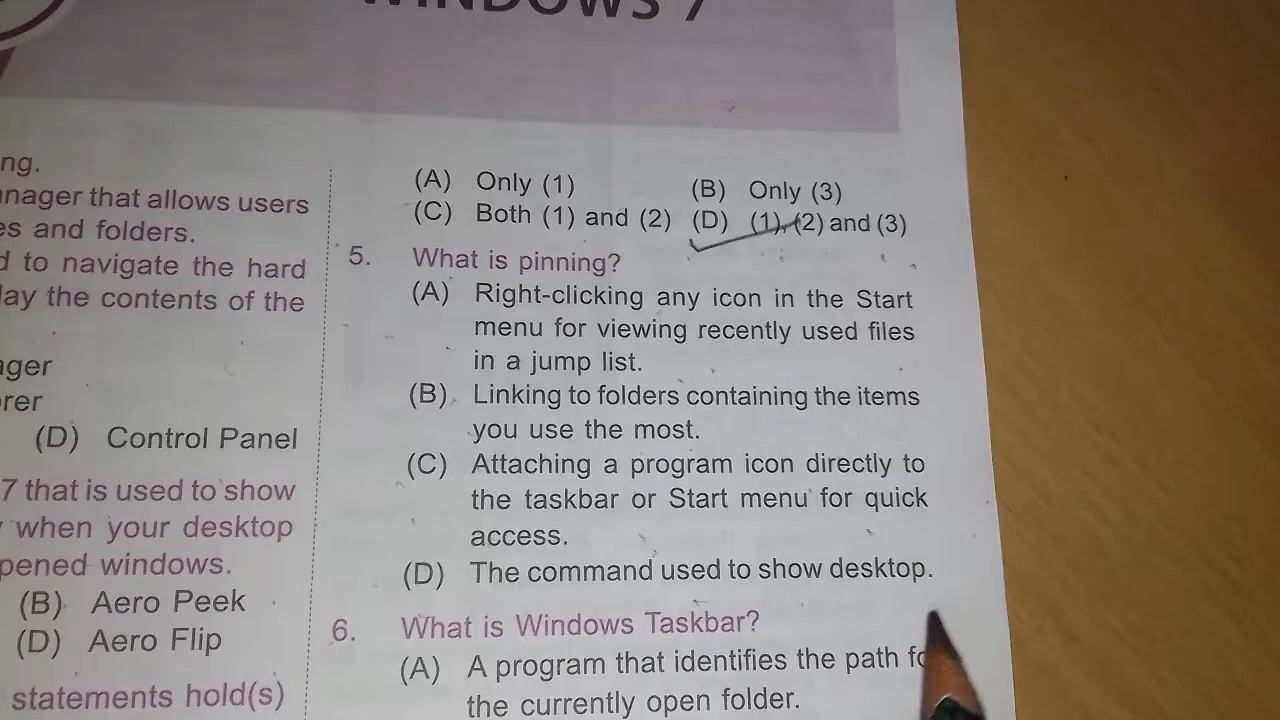 WINDOWS 7
ng.
anager that allows users
es and folders.
d to navigate the hard
lay the contents of the
ager
rer
(D) Control Panel
7 that is used to show
when your desktop
pened windows.
(B) Aero Peek
(D) Aero Flip
statements hold(s)
(A) Only (1) (B) Only (3)
(C) Both (1) and (2) (D) (1), (2) and (3)
5. What is pinning?
(A) Right-clicking any icon in the Start
menu for viewing recently used files
in a jump list.
(B) Linking to folders containing the items
you use the most.
(C) Attaching a program icon directly to
the taskbar or Start menu for quick
access.
(D) The command used to show desktop.
6. What is Windows Taskbar?
(A) A program that identifies the path fo
the currently open folder.